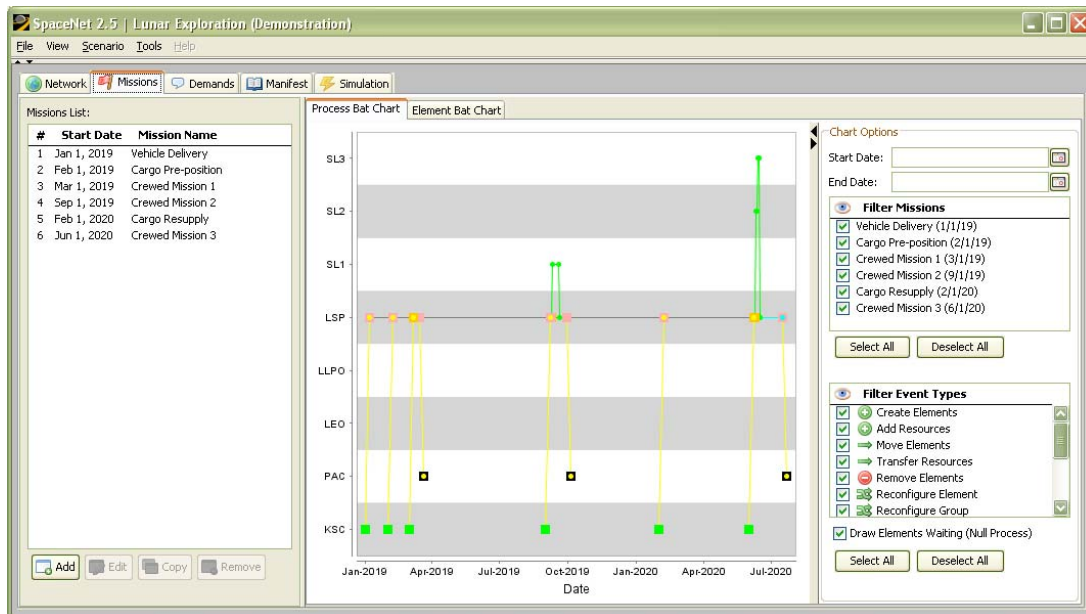 SpaceNet 2.5 | Lunar Exploration (Demonstration)
File View Scenario Tools Help
Network Missions Demands Manifest Simulation
Missions List:
# Start Date Mission Name
1 Jan 1, 2019 Vehicle Delivery
2 Feb 1, 2019 Cargo Pre-position
3 Mar 1, 2019 Crewed Mission 1
4 Sep 1, 2019 Crewed Mission 2
5 Feb 1, 2020 Cargo Resupply
6 Jun 1, 2020 Crewed Mission 3
Add Edit Copy Remove
Process Bat Chart Element Bat Chart
SL3
SL2
SL1
LSP
LLPO
LEO
PAC
KSC
Jan-2019 Apr-2019 Jul-2019 Oct-2019 Jan-2020 Apr-2020 Jul-2020
Date
Chart Options
Start Date:
End Date:
Filter Missions
Vehicle Delivery (1/1/19)
Cargo Pre-position (2/1/19)
Crewed Mission 1 (3/1/19)
Crewed Mission 2 (9/1/19)
Cargo Resupply (2/1/20)
Crewed Mission 3 (6/1/20)
Select All Deselect All
Filter Event Types
Create Elements
Add Resources
Move Elements
Transfer Resources
Remove Elements
Reconfigure Element
Reconfigure Group
Draw Elements Waiting (Null Process)
Select All Deselect All